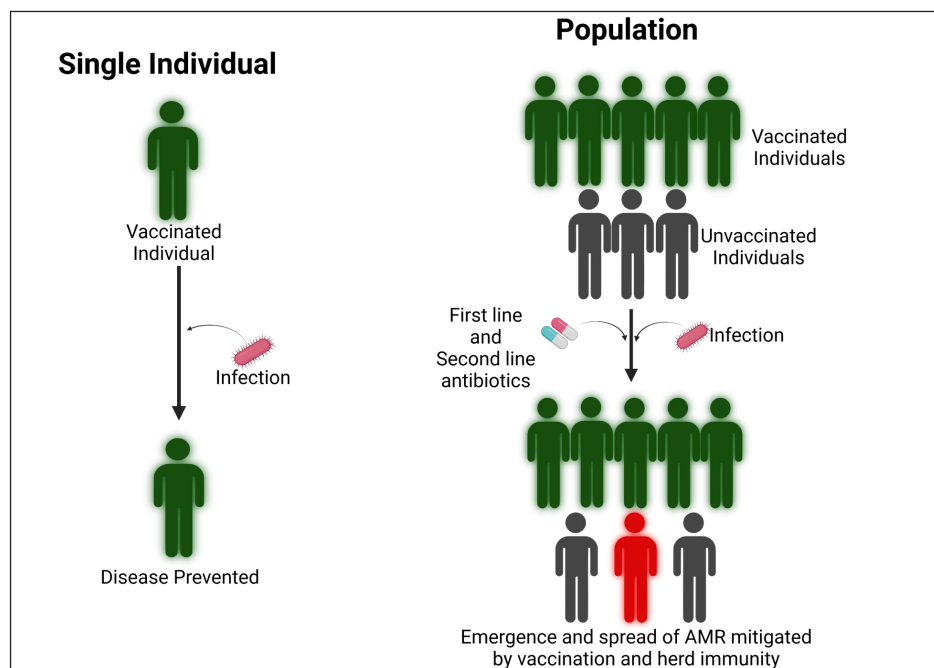 Single Individual
Vaccinated
Individual
Infection
Disease Prevented
Population
Vaccinated
Individuals
Unvaccinated
Individuals
First line
and
Second line
antibiotics
Infection
Emergence and spread of AMR mitigated
by vaccination and herd immunity